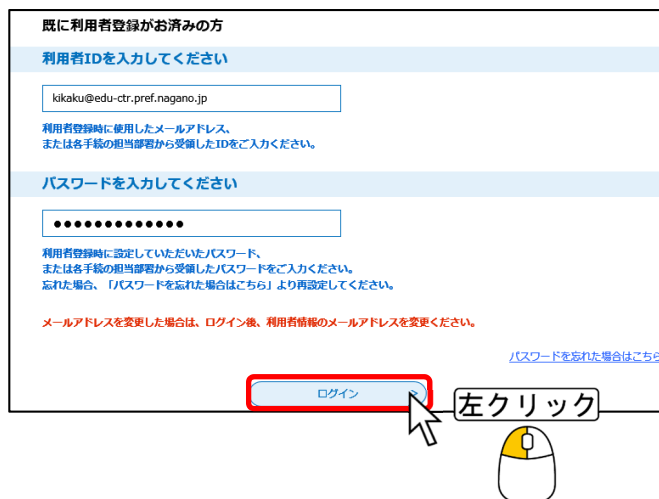 既に利用者登録がお済みの方
利用者IDを入力してください
kikaku@edu-ctr.pref.nagano.jp
利用者登録時に使用したメールアドレス、
または各手続の担当部署から受領したIDをご入力ください。
パスワードを入力してください
●●●●●●●●●●●●●
利用者登録時に設定していただいたパスワード、
または各手続の担当部署から受領したパスワードをご入力ください。
忘れた場合、「パスワードを忘れた場合はこちら」より再設定してください。
メールアドレスを変更した場合は、ログイン後、利用者情報のメールアドレスを変更ください。
パスワードを忘れた場合はこちら
ログイン
左クリック